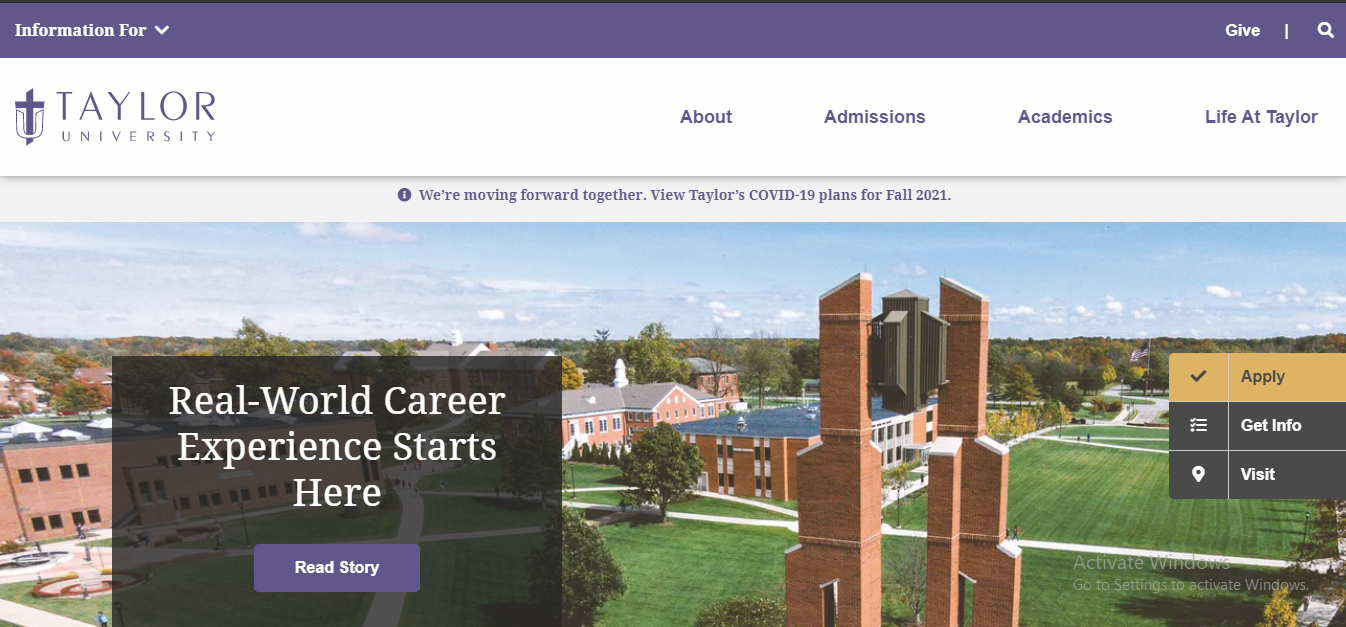 Information For
Give |
TAYLOR
UNIVERSITY
About
Admissions
Academics
Life At Taylor
We’re moving forward together. View Taylor’s COVID-19 plans for Fall 2021.
Real-World Career
Experience Starts
Here
Read Story
Apply
Get Info
Visit
Activate Windows
Go to Settings to activate Windows.